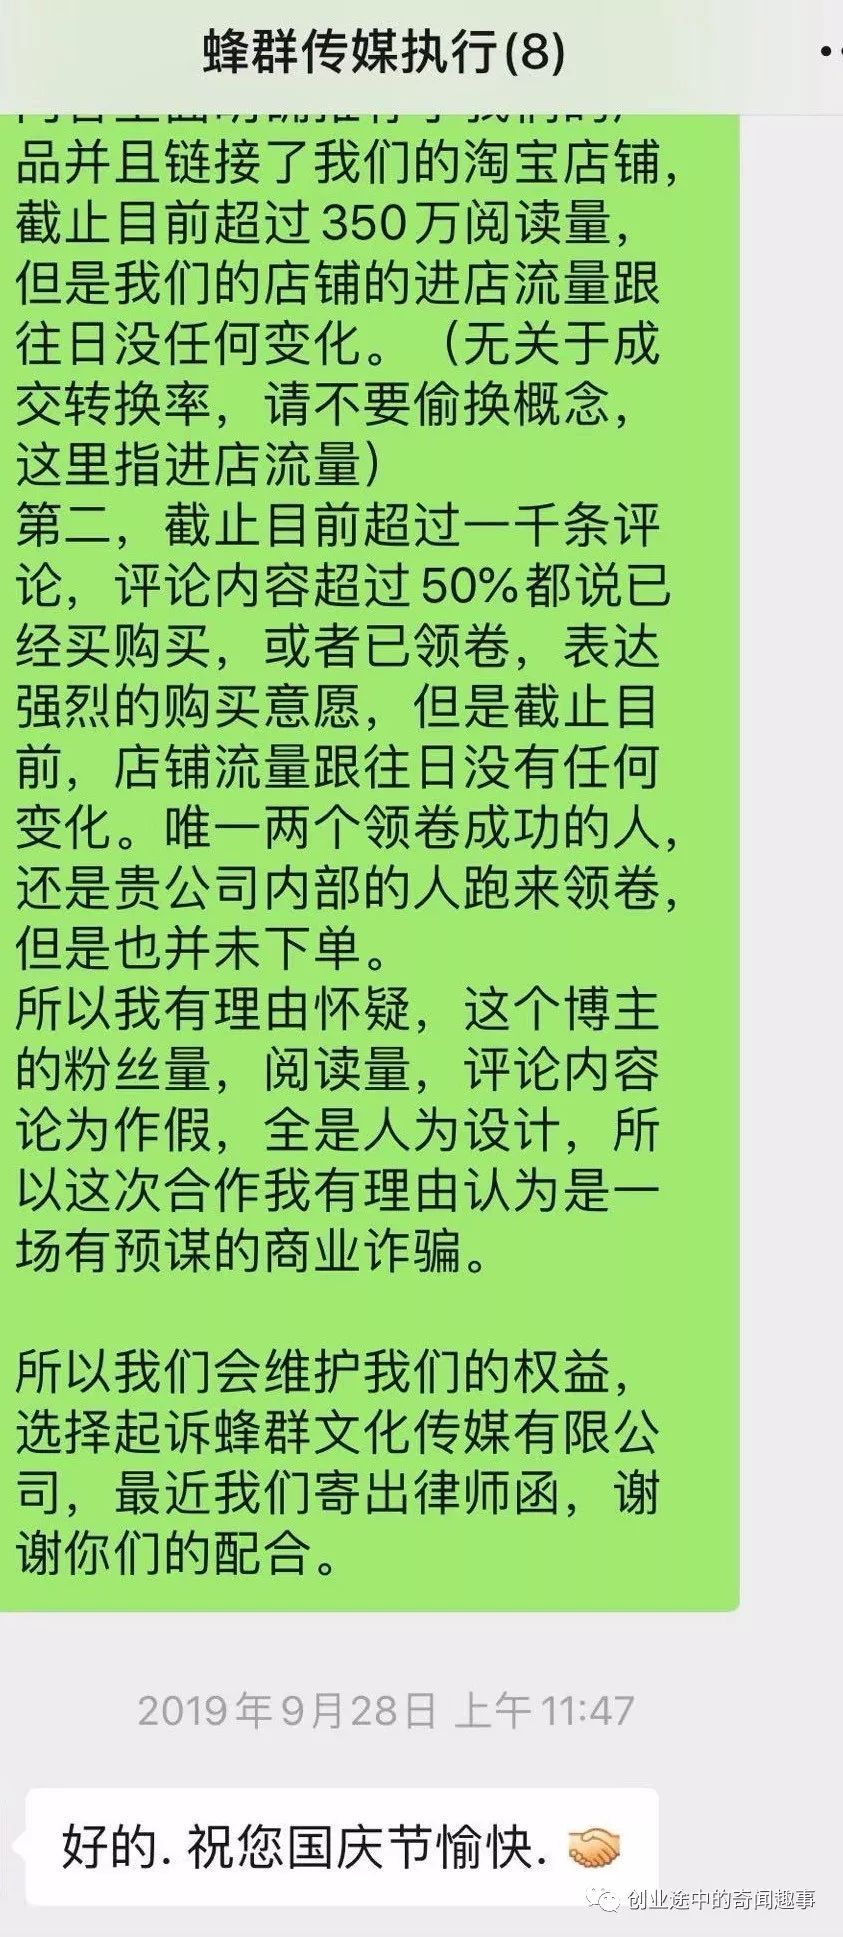 蜂群传媒执行(8)
品并且链接了我们的淘宝店铺，
截止目前超过350万阅读量，
但是我们的店铺的进店流量跟
往日没任何变化。（无关于成
交转换率，请不要偷换概念，
这里指进店流量）
第二，截止目前超过一千条评
论，评论内容超过50%都说已
经买购买，或者已领卷，表达
强烈的购买意愿，但是截止目
前，店铺流量跟往日没有任何
变化。唯一两个领卷成功的人，
还是贵公司内部的人跑来领卷，
但是也并未下单。
所以我有理由怀疑，这个博主
的粉丝量，阅读量，评论内容
论为作假，全是人为设计，所
以这次合作我有理由认为是一
场有预谋的商业诈骗。
所以我们会维护我们的权益，
选择起诉蜂群文化传媒有限公
司，最近我们寄出律师函，谢
谢你们的配合。
2019年9月28日 上午11:47
好的. 祝您国庆节愉快. 🤝
创业途中的奇闻趣事